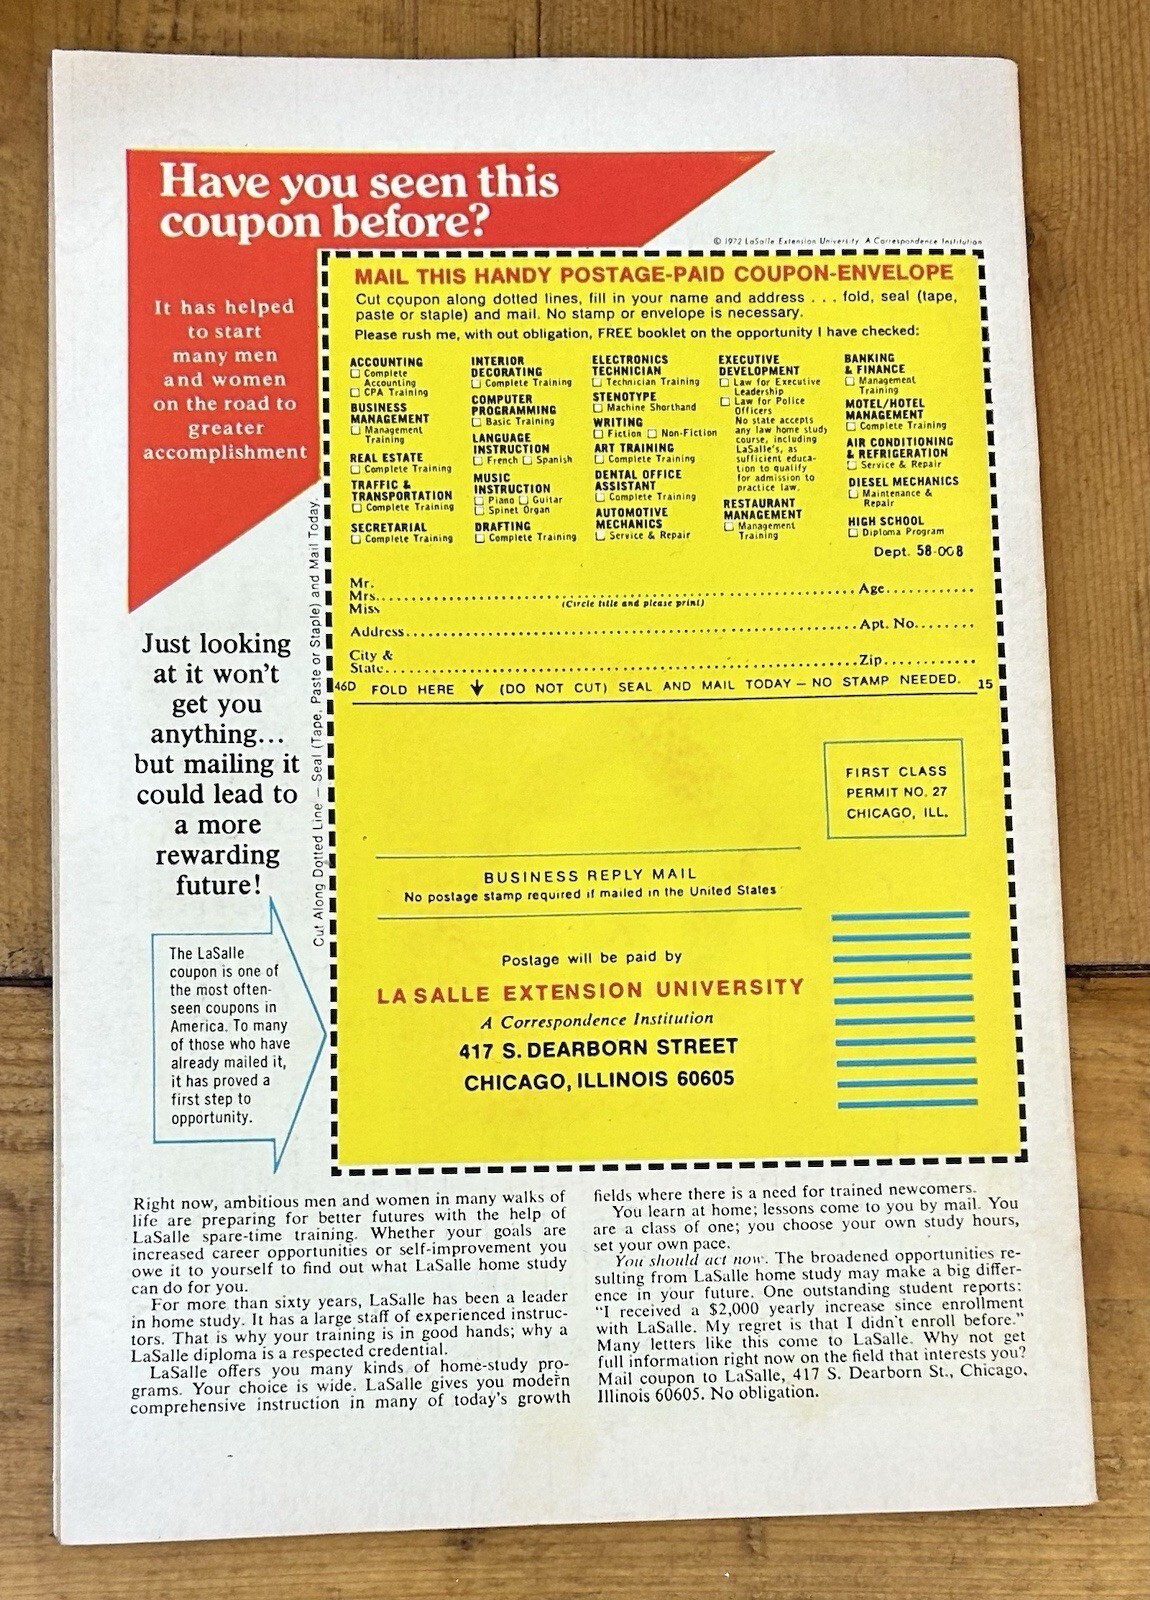 Have you seen this
coupon before?
© 1972 LaSalle Extension University A Correspondence Institution
It has helped
to start
many men
and women
on the road to
greater
accomplishment
MAIL THIS HANDY POSTAGE-PAID COUPON-ENVELOPE
Cut coupon along dotted lines, fill in your name and address . . . fold, seal (tape,
paste or staple) and mail. No stamp or envelope is necessary.
Please rush me, with out obligation, FREE booklet on the opportunity I have checked:
ACCOUNTING
Complete
Accounting
CPA Training
BUSINESS
MANAGEMENT
Management
Training
REAL ESTATE
Complete Training
TRAFFIC &
TRANSPORTATION
Complete Training
SECRETARIAL
Complete Training
INTERIOR
DECORATING
Complete Training
COMPUTER
PROGRAMMING
Basic Training
LANGUAGE
INSTRUCTION
French Spanish
MUSIC
INSTRUCTION
Piano Guitar
Spinet Organ
DRAFTING
Complete Training
ELECTRONICS
TECHNICIAN
Technician Training
STENOTYPE
Machine Shorthand
WRITING
Fiction Non-Fiction
ART TRAINING
Complete Training
DENTAL OFFICE
ASSISTANT
Complete Training
AUTOMOTIVE
MECHANICS
Service & Repair
EXECUTIVE
DEVELOPMENT
Law for Executive
Leadership
Law for Police
Officers
No state accepts
any law home study
course, including
LaSalle's, as
sufficient educa-
tion to qualify
for admission to
practice law.
RESTAURANT
MANAGEMENT
Management
Training
BANKING
& FINANCE
Management
Training
MOTEL/HOTEL
MANAGEMENT
Complete Training
AIR CONDITIONING
& REFRIGERATION
Service & Repair
DIESEL MECHANICS
Maintenance &
Repair
HIGH SCHOOL
Diploma Program
Dept. 58-008
Mr.
Mrs. Age
Miss (Circle title and please print)
Address Apt. No.
City &
State Zip
46D FOLD HERE (DO NOT CUT) SEAL AND MAIL TODAY — NO STAMP NEEDED. 15
Cut Along Dotted Line – Seal (Tape, Paste or Staple) and Mail Today.
Just looking
at it won't
get you
anything...
but mailing it
could lead to
a more
rewarding
future!
The LaSalle
coupon is one of
the most often-
seen coupons in
America. To many
of those who have
already mailed it,
it has proved a
first step to
opportunity.
FIRST CLASS
PERMIT NO. 27
CHICAGO, ILL.
BUSINESS REPLY MAIL
No postage stamp required if mailed in the United States
Postage will be paid by
LA SALLE EXTENSION UNIVERSITY
A Correspondence Institution
417 S. DEARBORN STREET
CHICAGO, ILLINOIS 60605
Right now, ambitious men and women in many walks of
life are preparing for better futures with the help of
LaSalle spare-time training. Whether your goals are
increased career opportunities or self-improvement you
owe it to yourself to find out what LaSalle home study
can do for you.
For more than sixty years, LaSalle has been a leader
in home study. It has a large staff of experienced instruc-
tors. That is why your training is in good hands; why a
LaSalle diploma is a respected credential.
LaSalle offers you many kinds of home-study pro-
grams. Your choice is wide. LaSalle gives you modern
comprehensive instruction in many of today's growth
fields where there is a need for trained newcomers.
You learn at home; lessons come to you by mail. You
are a class of one; you choose your own study hours,
set your own pace.
You should act now. The broadened opportunities re-
sulting from LaSalle home study may make a big differ-
ence in your future. One outstanding student reports:
"I received a $2,000 yearly increase since enrollment
with LaSalle. My regret is that I didn't enroll before."
Many letters like this come to LaSalle. Why not get
full information right now on the field that interests you?
Mail coupon to LaSalle, 417 S. Dearborn St., Chicago,
Illinois 60605. No obligation.